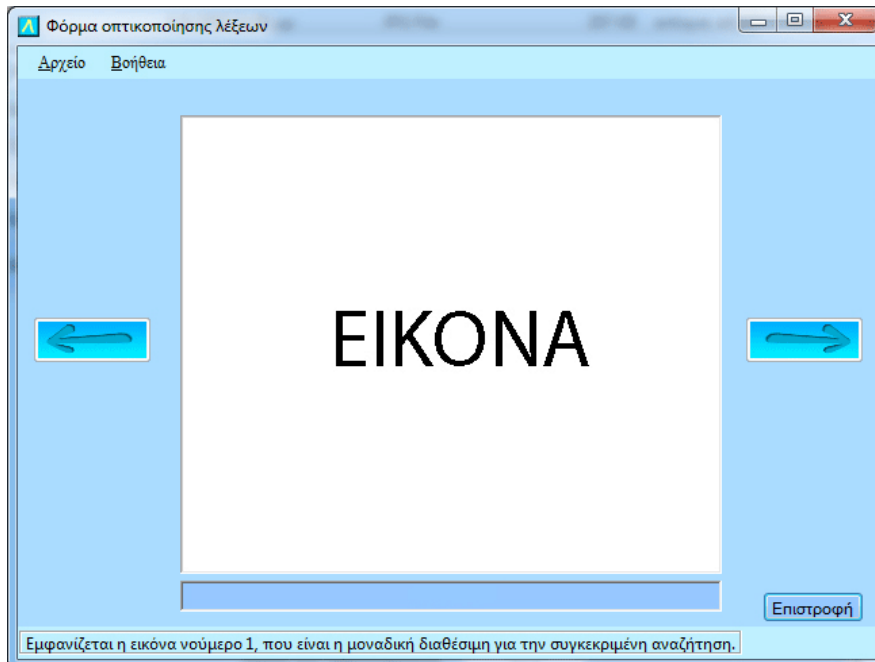 Φόρμα οπτικοποίησης λέξεων
Αρχείο Βοήθεια
ΕΙΚΟΝΑ
Επιστροφή
Εμφανίζεται η εικόνα νούμερο 1, που είναι η μοναδική διαθέσιμη για την συγκεκριμένη αναζήτηση.